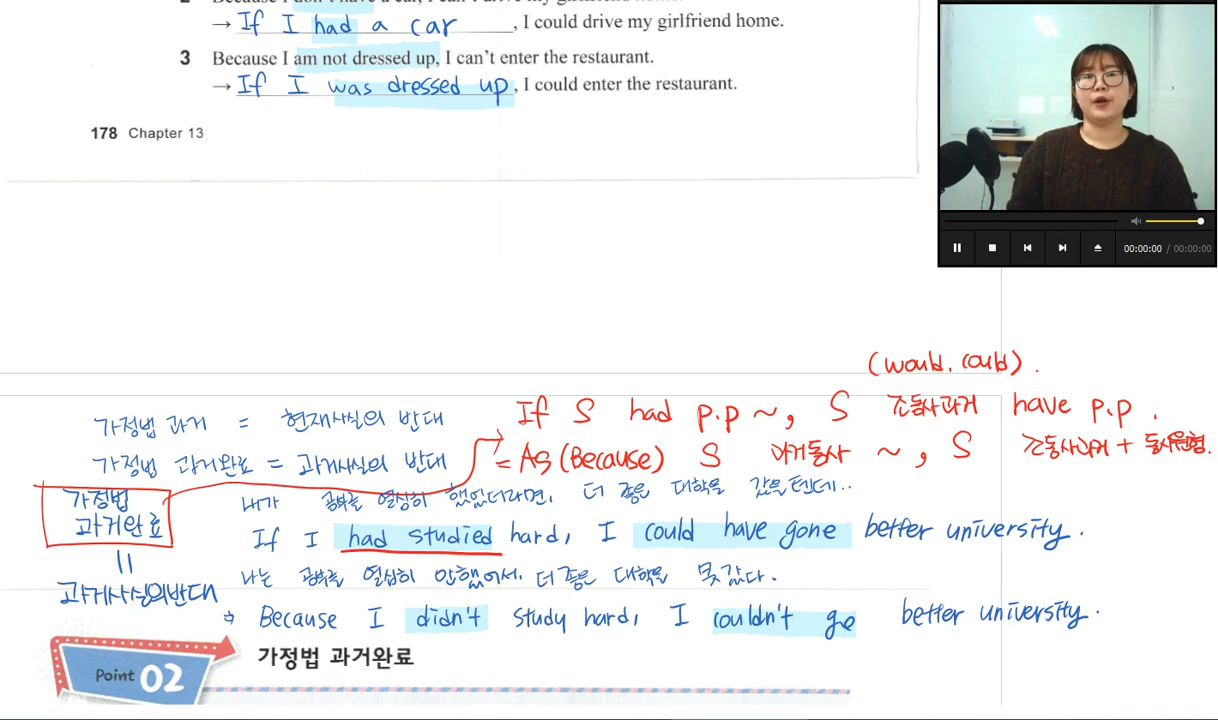 → If I had a car, I could drive my girlfriend home.
3 Because I am not dressed up, I can't enter the restaurant.
→ If I was dressed up, I could enter the restaurant.
178 Chapter 13
00:00:00 / 00:00:00
(would, could).
가정법 과거 = 현재사실의 반대
If S had p.p ~, S 조동사과거 have p.p.
가정법 과거완료 = 과거사실의 반대
= As (Because) S 과거동사 ~, S 조동사과거 + 동사원형.
가정법
과거완료
=
과거사실의반대
내가 공부를 열심히 했었더라면, 더 좋은 대학을 갔을텐데..
If I had studied hard, I could have gone better university.
나는 공부를 열심히 안했어서, 더 좋은 대학을 못갔다.
⇒ Because I didn't study hard, I couldn't go better university.
Point 02 가정법 과거완료